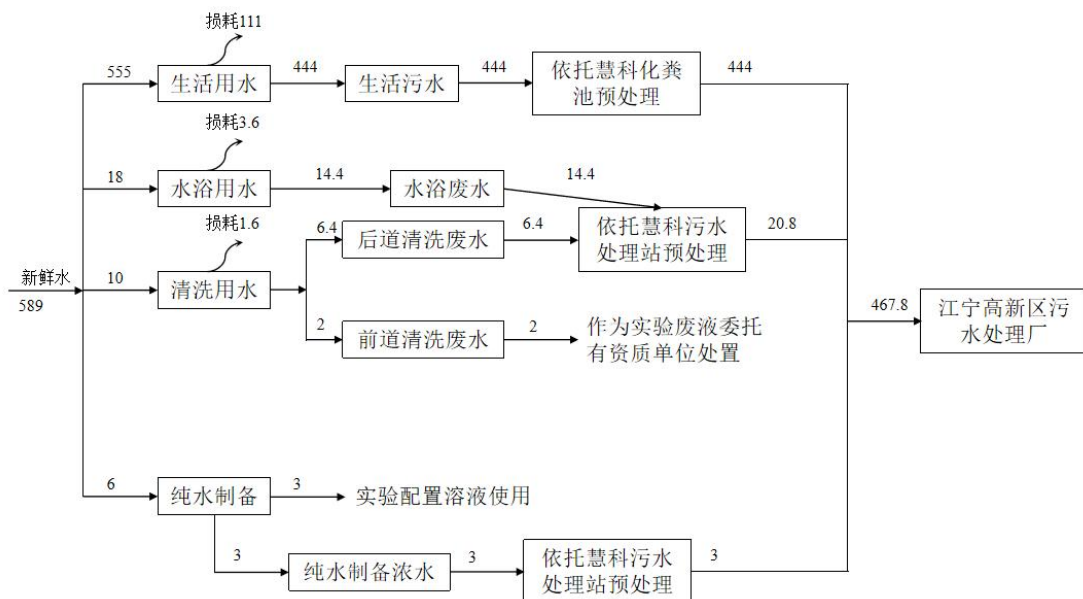 损耗111
555
生活用水
444
生活污水
444
依托慧科化粪
池预处理
444
损耗3.6
18
水浴用水
14.4
水浴废水
14.4
依托慧科污水
处理站预处理
20.8
损耗1.6
新鲜水
589
10
清洗用水
6.4
后道清洗废水
6.4
2
前道清洗废水
2
作为实验废液委托
有资质单位处置
467.8
江宁高新区污
水处理厂
6
纯水制备
3
实验配置溶液使用
3
纯水制备浓水
3
依托慧科污水
处理站预处理
3